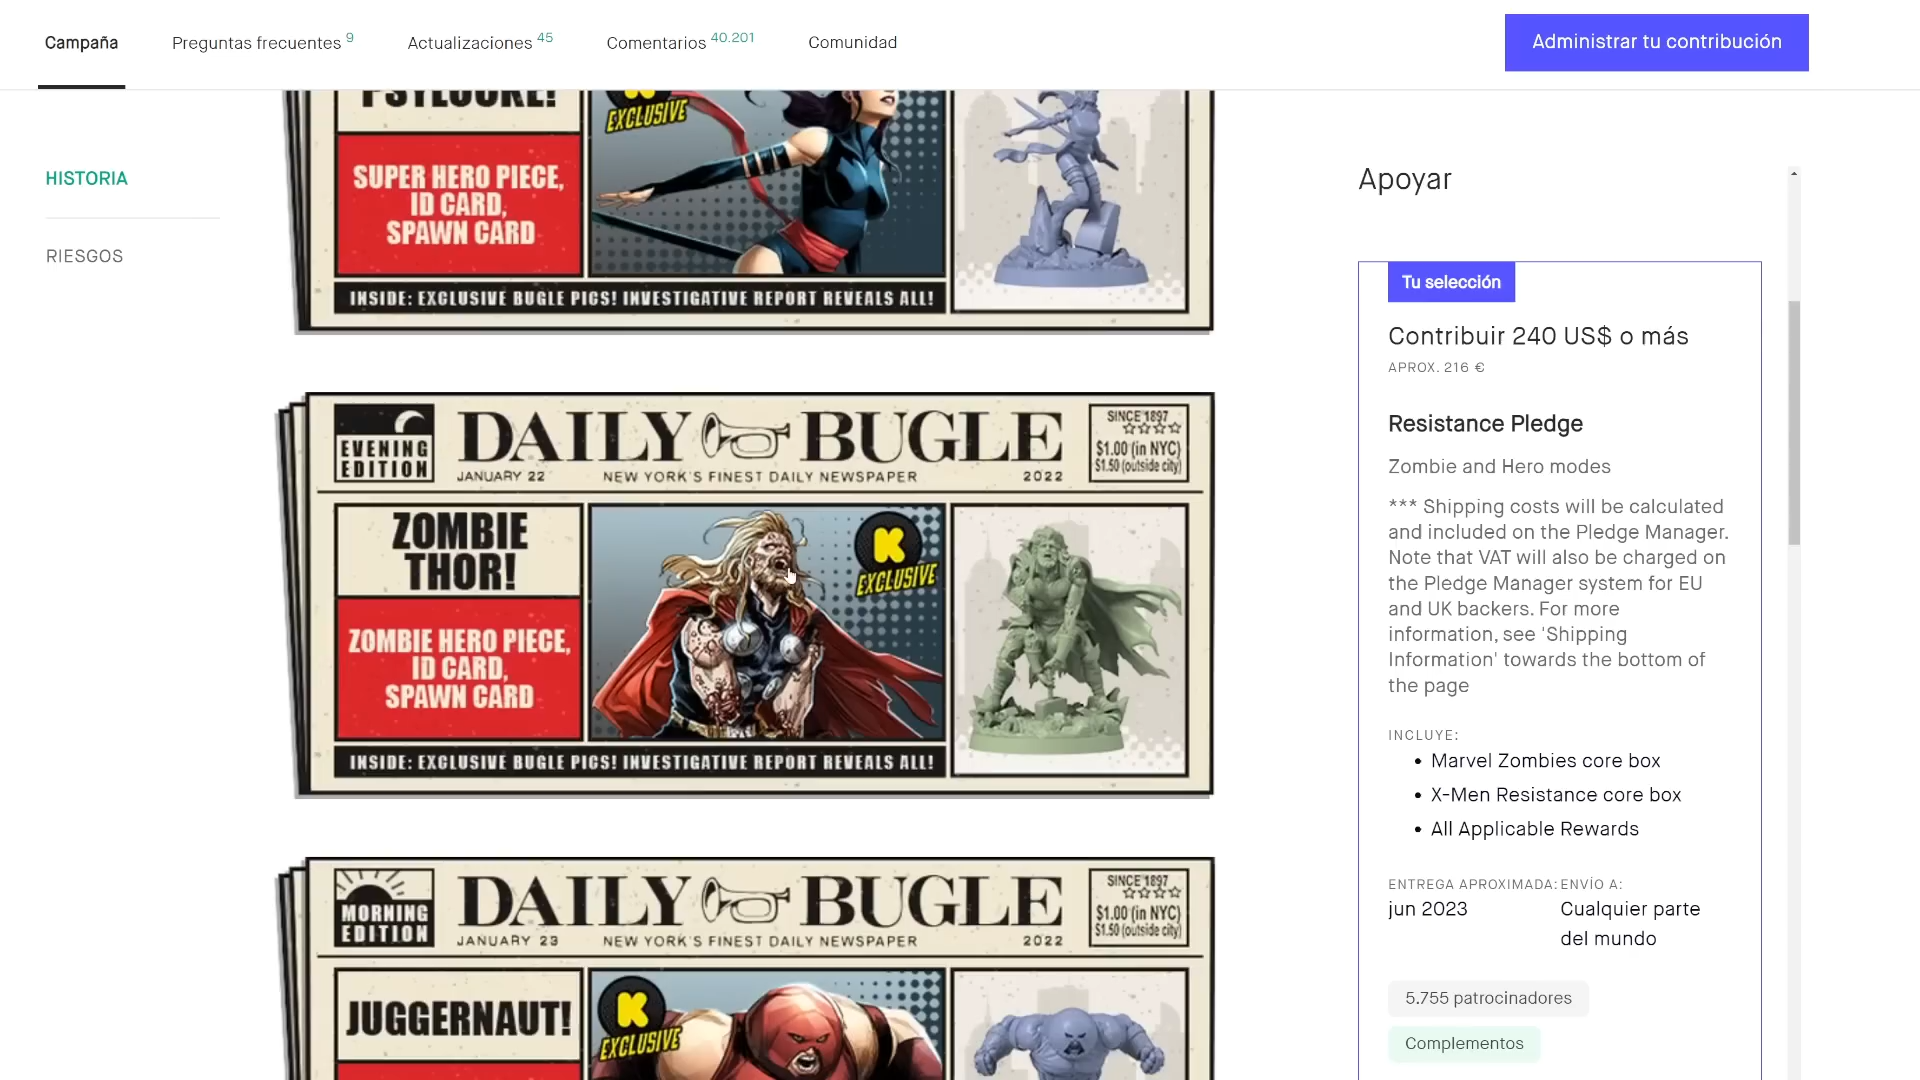 Campaña
Preguntas frecuentes 9
Actualizaciones 45
Comentarios 40.201
Comunidad
Administrar tu contribución
HISTORIA
RIESGOS
PSYLOCKE!
SUPER HERO PIECE,
ID CARD,
SPAWN CARD
K
EXCLUSIVE
INSIDE: EXCLUSIVE BUGLE PICS! INVESTIGATIVE REPORT REVEALS ALL!
EVENING
EDITION
DAILY BUGLE
JANUARY 22
NEW YORK'S FINEST DAILY NEWSPAPER
2022
SINCE 1897
$1.00 (in NYC)
$1.50 (outside city)
ZOMBIE
THOR!
ZOMBIE HERO PIECE,
ID CARD,
SPAWN CARD
K
EXCLUSIVE
INSIDE: EXCLUSIVE BUGLE PICS! INVESTIGATIVE REPORT REVEALS ALL!
MORNING
EDITION
DAILY BUGLE
JANUARY 23
NEW YORK'S FINEST DAILY NEWSPAPER
2022
SINCE 1897
$1.00 (in NYC)
$1.50 (outside city)
JUGGERNAUT!
K
EXCLUSIVE
Apoyar
Tu selección
Contribuir 240 US$ o más
APROX. 216 €
Resistance Pledge
Zombie and Hero modes
*** Shipping costs will be calculated
and included on the Pledge Manager.
Note that VAT will also be charged on
the Pledge Manager system for EU
and UK backers. For more
information, see 'Shipping
Information' towards the bottom of
the page
INCLUYE:
• Marvel Zombies core box
• X-Men Resistance core box
• All Applicable Rewards
ENTREGA APROXIMADA:
jun 2023
ENVÍO A:
Cualquier parte
del mundo
5.755 patrocinadores
Complementos